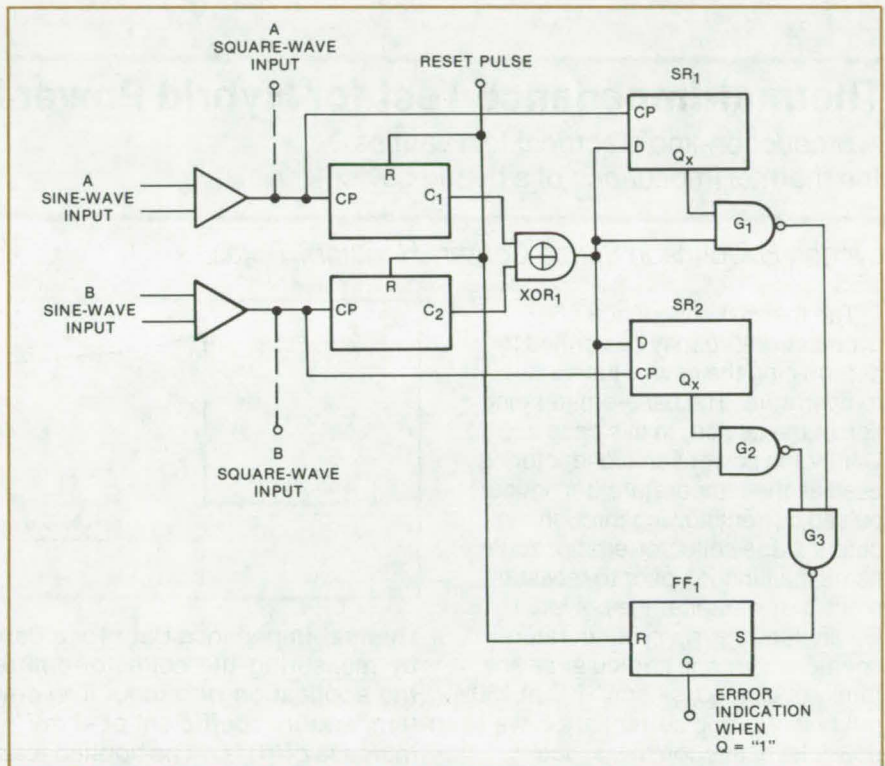 A
SQUARE-WAVE
INPUT
RESET PULSE
SR1
CP
D
QX
A
SINE-WAVE
INPUT
R
CP
C1
G1
XOR1
B
SINE-WAVE
INPUT
R
CP
C2
SR2
D
CP
QX
G2
B
SQUARE-WAVE
INPUT
G3
FF1
R
S
Q
ERROR
INDICATION
WHEN
Q = "1"